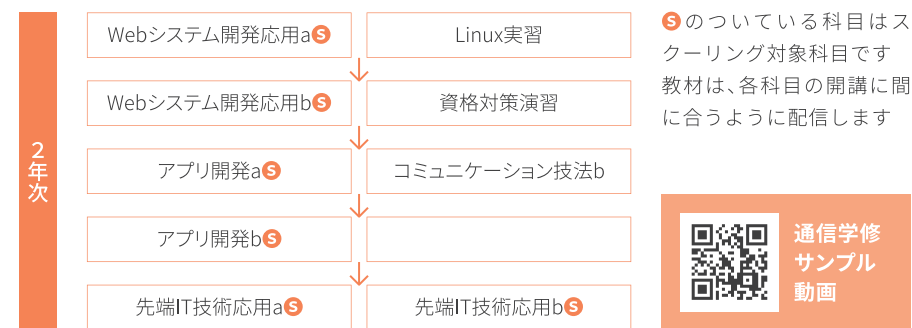 2年次
Webシステム開発応用aS
Linux実習
Webシステム開発応用bS
資格対策演習
アプリ開発aS
コミュニケーション技法b
アプリ開発bS
先端IT技術応用aS
先端IT技術応用bS
Sのついている科目はス
クーリング対象科目です
教材は、各科目の開講に間
に合うように配信します
通信学修
サンプル
動画